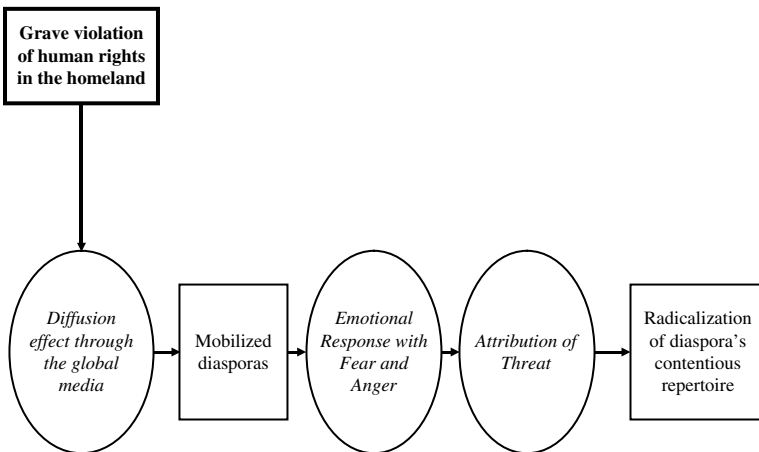 Grave violation
of human rights
in the homeland
Diffusion
effect through
the global
media
Mobilized
diasporas
Emotional
Response with
Fear and
Anger
Attribution of
Threat
Radicalization
of diaspora's
contentious
repertoire